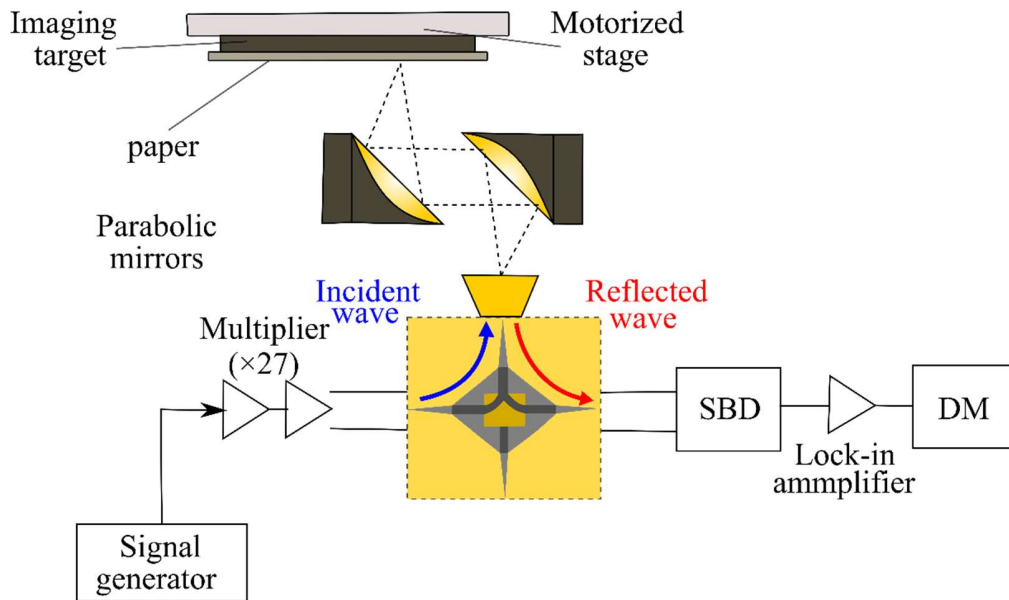 Imaging
target
Motorized
stage
paper
Parabolic
mirrors
Incident
wave
Reflected
wave
Multiplier
(×27)
SBD
DM
Lock-in
ammplifier
Signal
generator